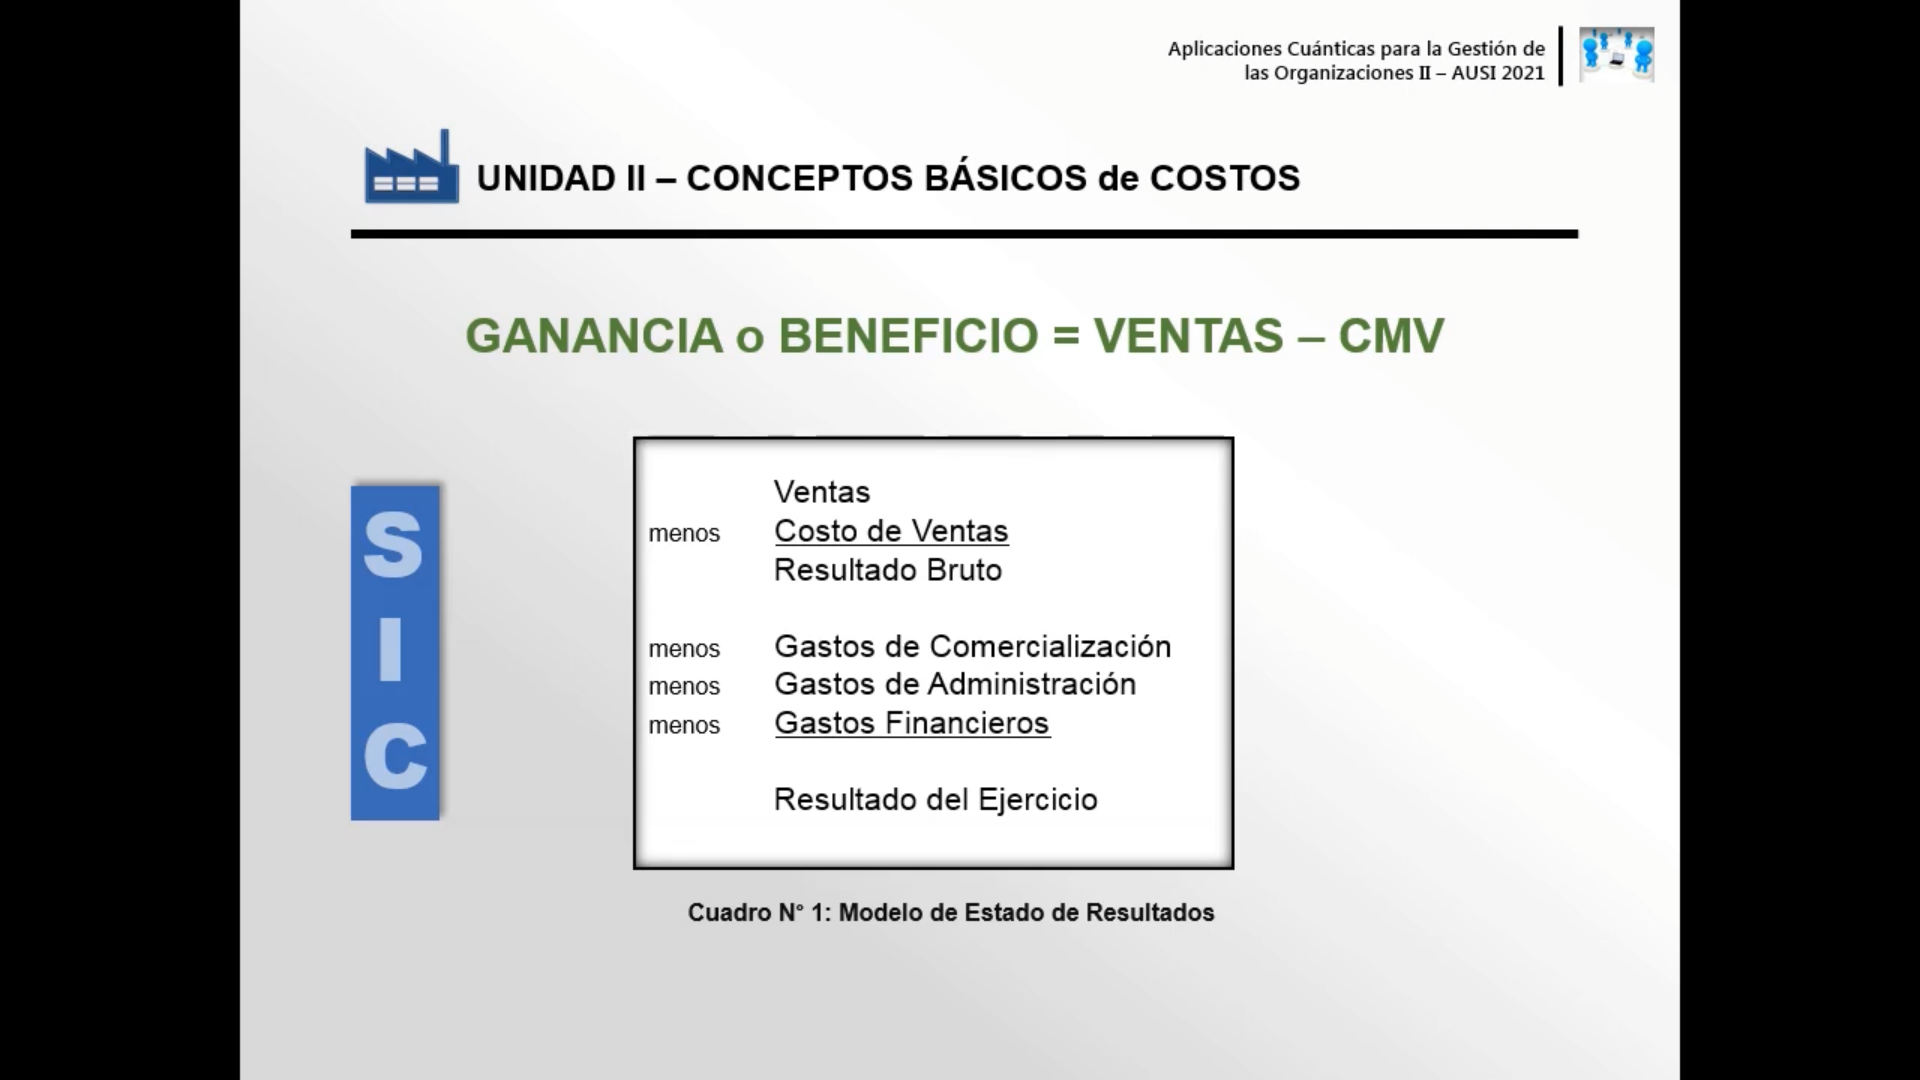 Aplicaciones Cuánticas para la Gestión de
las Organizaciones II – AUSI 2021
UNIDAD II – CONCEPTOS BÁSICOS de COSTOS
GANANCIA o BENEFICIO = VENTAS – CMV
S
I
C
Ventas
menos Costo de Ventas
Resultado Bruto
menos Gastos de Comercialización
menos Gastos de Administración
menos Gastos Financieros
Resultado del Ejercicio
Cuadro N° 1: Modelo de Estado de Resultados